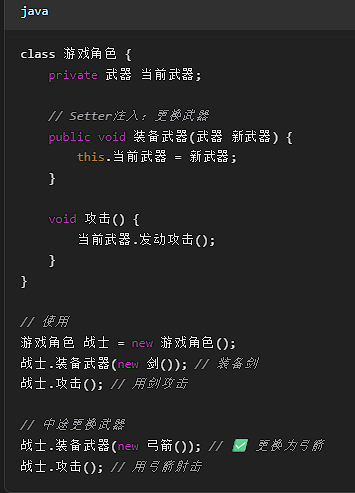 java
class 游戏角色 {
    private 武器 当前武器;
    // Setter注入：更换武器
    public void 装备武器(武器 新武器) {
        this.当前武器 = 新武器;
    }
    void 攻击() {
        当前武器.发动攻击();
    }
}
// 使用
游戏角色 战士 = new 游戏角色();
战士.装备武器(new 剑()); // 装备剑
战士.攻击(); // 用剑攻击
// 中途更换武器
战士.装备武器(new 弓箭()); // ✅ 更换为弓箭
战士.攻击(); // 用弓箭射击